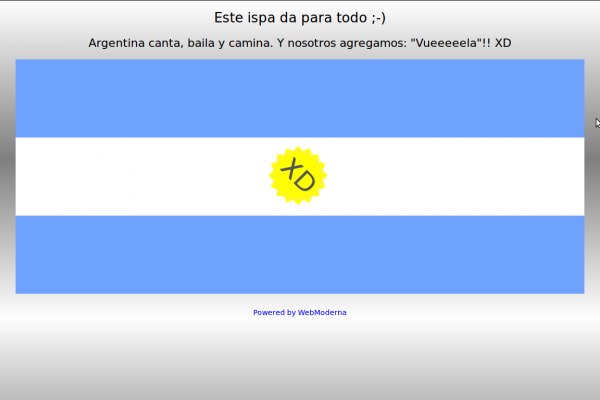 Este ispa da para todo ;-)
Argentina canta, baila y camina. Y nosotros agregamos: "Vueeeeela"!! XD
XD
Powered by WebModerna